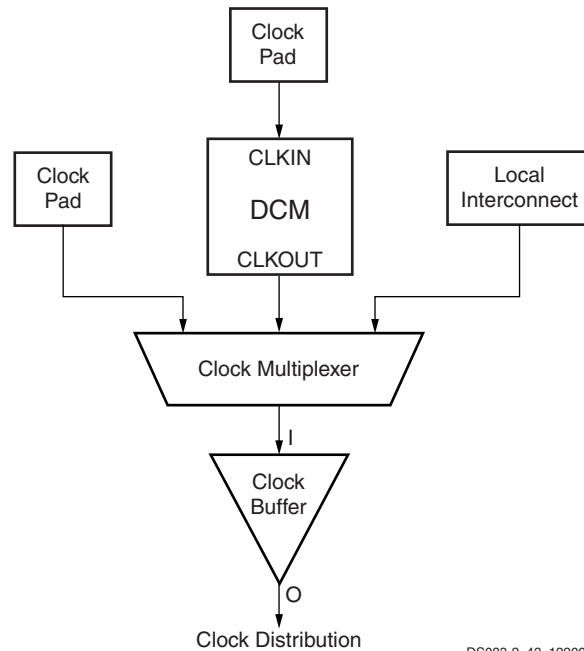 Clock
Pad
Clock
Pad
CLKIN
DCM
CLKOUT
Local
Interconnect
Clock Multiplexer
I
Clock
Buffer
O
Clock Distribution